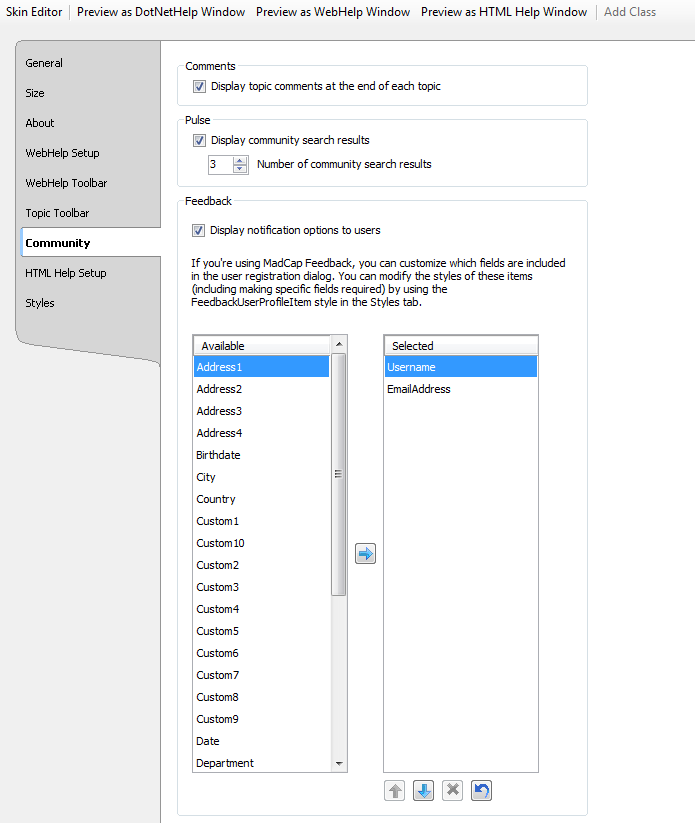 Skin Editor Preview as DotNetHelp Window Preview as WebHelp Window Preview as HTML Help Window Add Class
General
Size
About
WebHelp Setup
WebHelp Toolbar
Topic Toolbar
Community
HTML Help Setup
Styles
Comments
Display topic comments at the end of each topic
Pulse
Display community search results
3 Number of community search results
Feedback
Display notification options to users
If you're using MadCap Feedback, you can customize which fields are included
in the user registration dialog. You can modify the styles of these items
(including making specific fields required) by using the
FeedbackUserProfileItem style in the Styles tab.
Available
Address1
Address2
Address3
Address4
Birthdate
City
Country
Custom1
Custom10
Custom2
Custom3
Custom4
Custom5
Custom6
Custom7
Custom8
Custom9
Date
Department
Selected
Username
EmailAddress